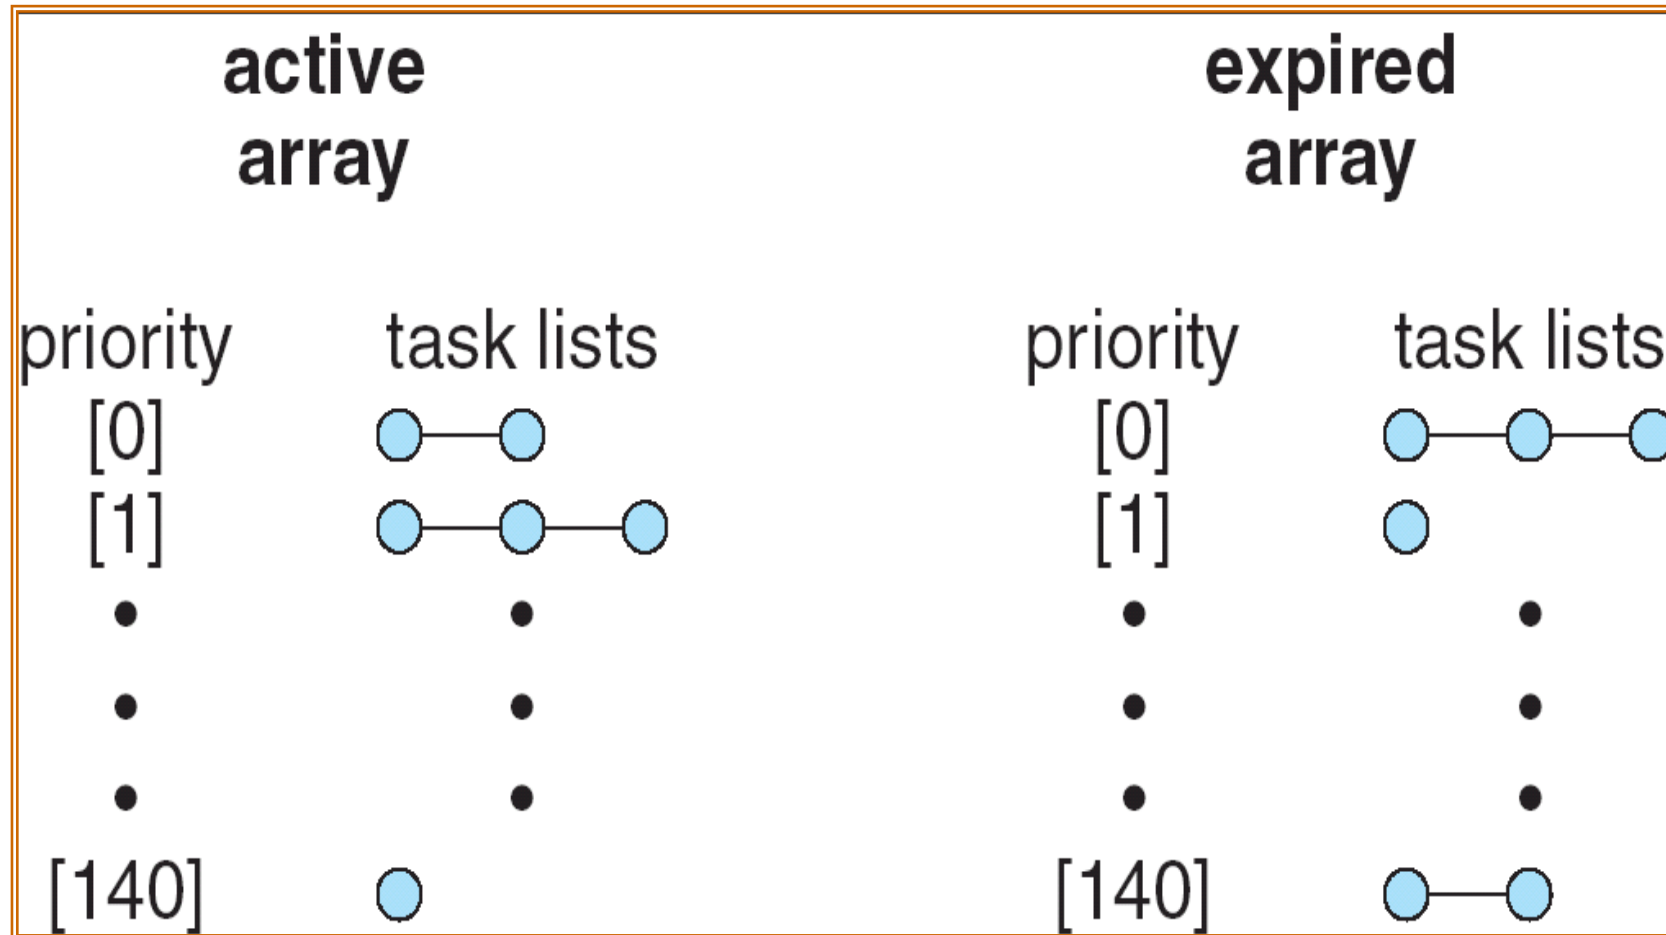 active
array
expired
array
priority task lists
[0]
[1]
[140]
priority task lists
[0]
[1]
[140]